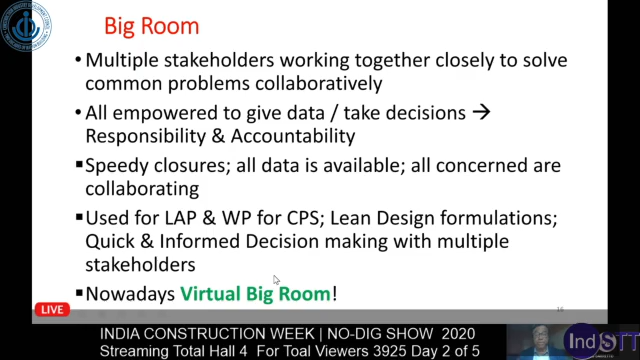 Big Room
• Multiple stakeholders working together closely to solve
common problems collaboratively
• All empowered to give data / take decisions →
Responsibility & Accountability
▪Speedy closures; all data is available; all concerned are
collaborating
▪Used for LAP & WP for CPS; Lean Design formulations;
Quick & Informed Decision making with multiple
stakeholders
▪Nowadays Virtual Big Room!
LIVE
16
INDIA CONSTRUCTION WEEK | NO-DIG SHOW 2020
Streaming Total Hall 4 For Toal Viewers 3925 Day 2 of 5
IndSTT